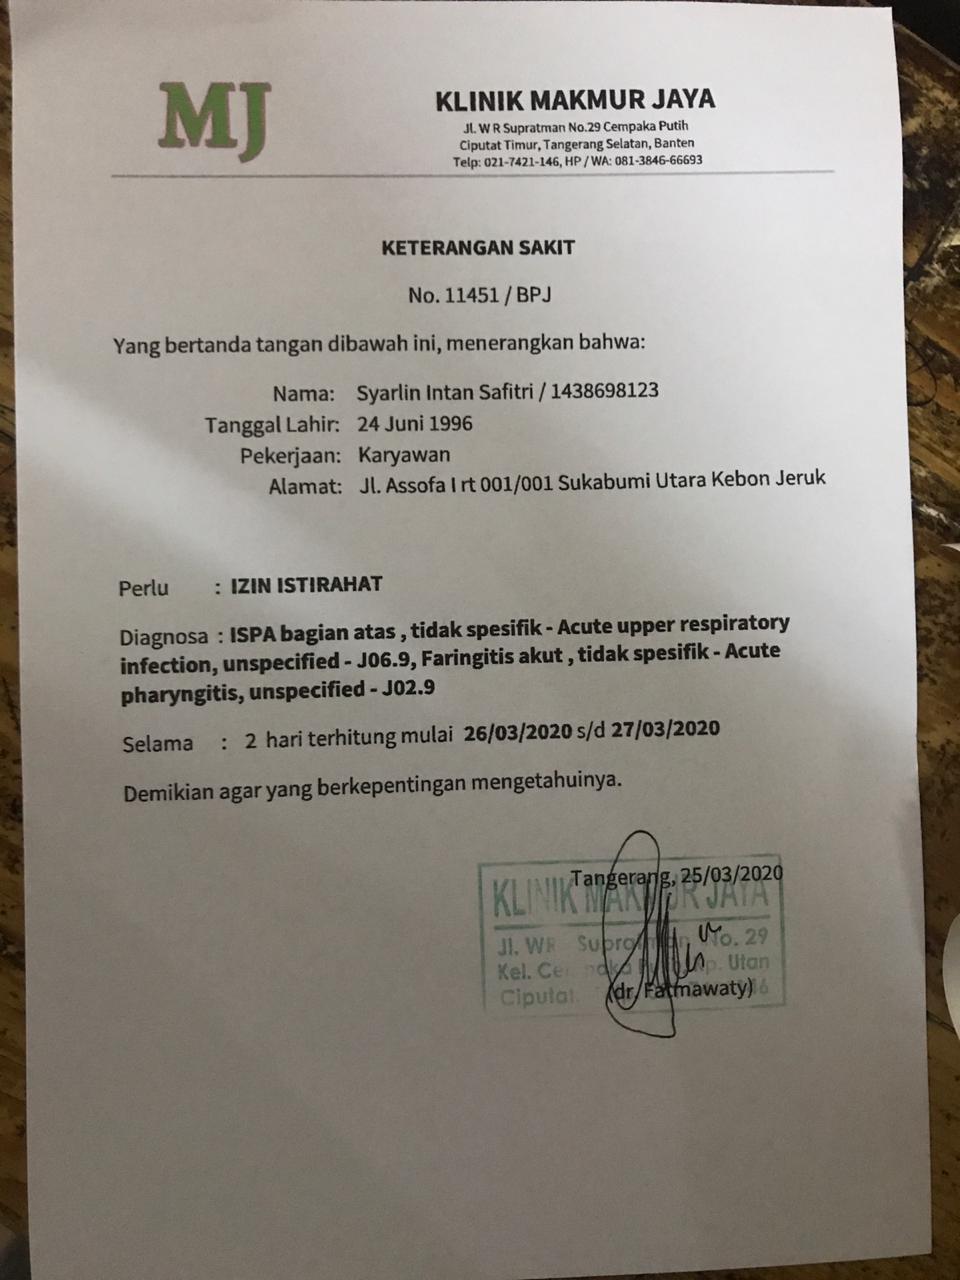 MJ
KLINIK MAKMUR JAYA
Jl. W R Supratman No.29 Cempaka Putih
Ciputat Timur, Tangerang Selatan, Banten
Telp: 021-7421-146, HP / WA: 081-3846-66693
KETERANGAN SAKIT
No. 11451 / BPJ
Yang bertanda tangan dibawah ini, menerangkan bahwa:
Nama: Syarlin Intan Safitri / 1438698123
Tanggal Lahir: 24 Juni 1996
Pekerjaan: Karyawan
Alamat: Jl. Assofa I rt 001/001 Sukabumi Utara Kebon Jeruk
Perlu : IZIN ISTIRAHAT
Diagnosa : ISPA bagian atas , tidak spesifik - Acute upper respiratory
infection, unspecified - J06.9, Faringitis akut , tidak spesifik - Acute
pharyngitis, unspecified - J02.9
Selama : 2 hari terhitung mulai 26/03/2020 s/d 27/03/2020
Demikian agar yang berkepentingan mengetahuinya.
Tangerang, 25/03/2020
KLINIK MAKMUR JAYA
Jl. WR No. 29
Kel. Utan
Ciputat
(dr. Fatmawaty)